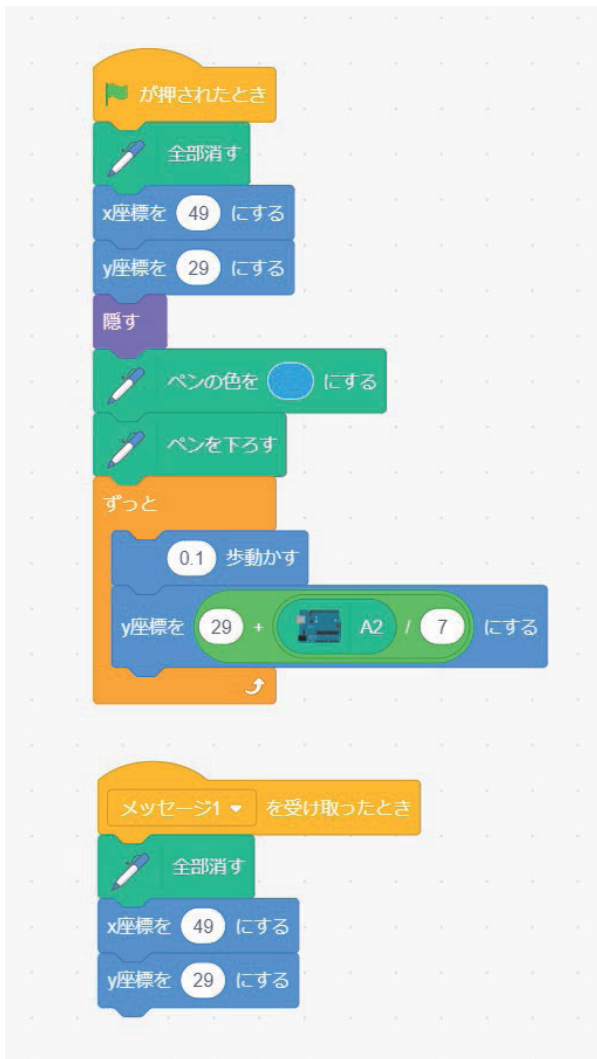 が押されたとき
全部消す
x座標を 49 にする
y座標を 29 にする
隠す
ペンの色を にする
ペンを下ろす
ずっと
0.1 歩動かす
y座標を 29 + A2 / 7 にする
メッセージ1 を受け取ったとき
全部消す
x座標を 49 にする
y座標を 29 にする